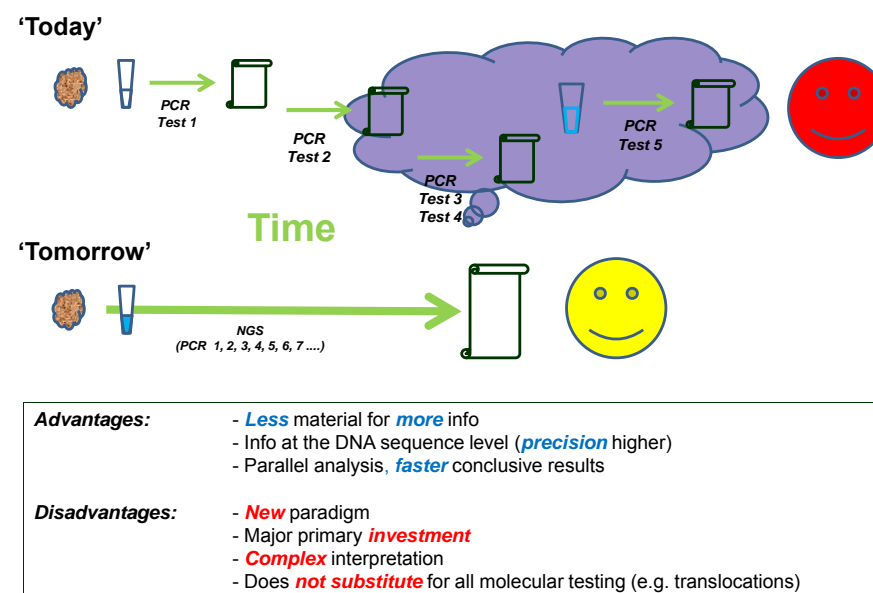 ‘Today’
PCR
Test 1
PCR
Test 2
PCR
Test 3
Test 4
PCR
Test 5
Time
‘Tomorrow’
NGS
(PCR 1, 2, 3, 4, 5, 6, 7 ....)
Advantages: - Less material for more info
- Info at the DNA sequence level (precision higher)
- Parallel analysis, faster conclusive results
Disadvantages: - New paradigm
- Major primary investment
- Complex interpretation
- Does not substitute for all molecular testing (e.g. translocations)